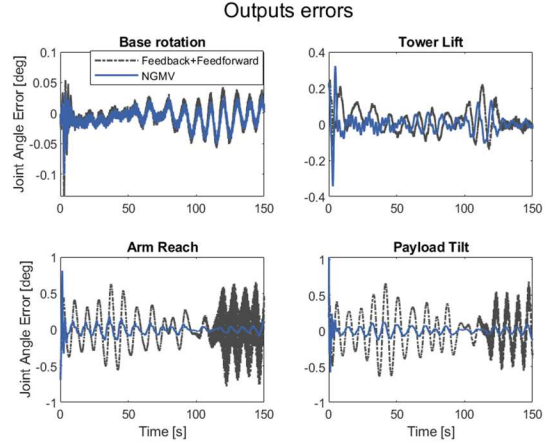 Outputs errors
Base rotation
Feedback+Feedforward
NGMV
Joint Angle Error [deg]
0.1
0.05
0
-0.05
0.1
0 50 100 150
Tower Lift
0.4
0.2
0
-0.2
-0.4
0 50 100 150
Arm Reach
Joint Angle Error [deg]
1
0.5
0
-0.5
-1
0 50 100 150
Time [s]
Payload Tilt
1
0.5
0
-0.5
-1
0 50 100 150
Time [s]